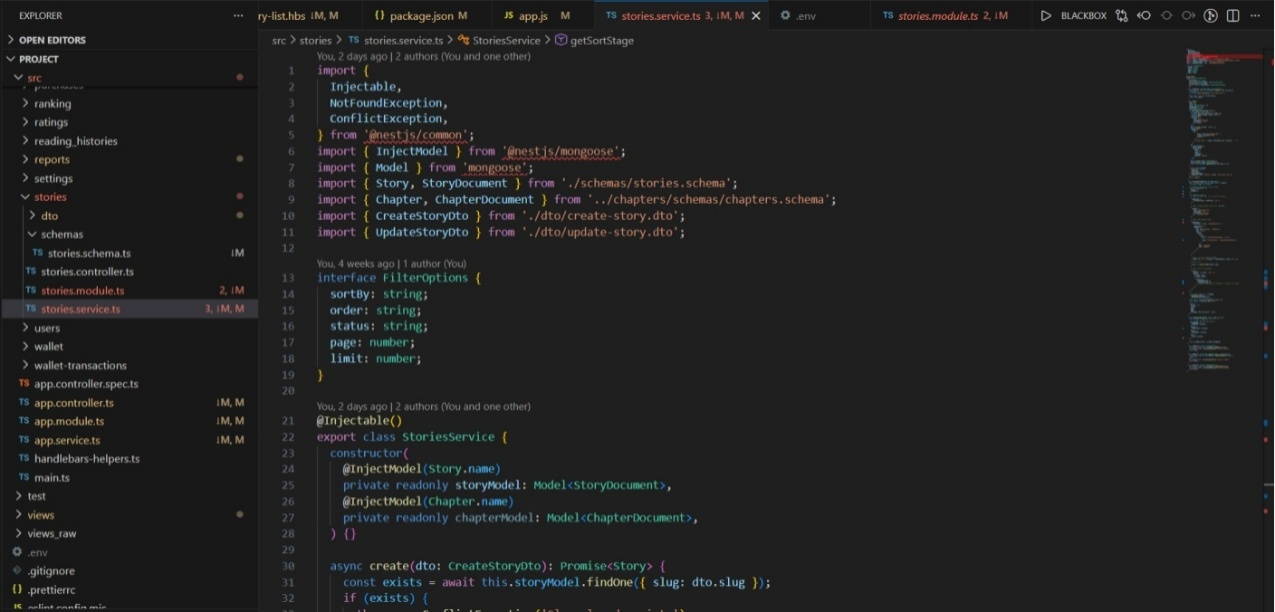 EXPLORER
OPEN EDITORS
PROJECT
src
purchases
ranking
ratings
reading_histories
reports
settings
stories
dto
schemas
TS stories.schema.ts ↓M
TS stories.controller.ts
TS stories.module.ts 2, ↓M
TS stories.service.ts 3, ↓M, M
users
wallet
wallet-transactions
TS app.controller.spec.ts
TS app.controller.ts ↓M, M
TS app.module.ts ↓M, M
TS app.service.ts ↓M, M
TS handlebars-helpers.ts
TS main.ts
test
views
views_raw
.env
.gitignore
{} .prettierrc
JS eslint.config.mjs
ry-list.hbs ↓M, M {} package.json M JS app.js M TS stories.service.ts 3, ↓M, M .env TS stories.module.ts 2, ↓M BLACKBOX
src > stories > TS stories.service.ts > StoriesService > getSortStage
You, 2 days ago | 2 authors (You and one other)
1 import {
2 Injectable,
3 NotFoundException,
4 ConflictException,
5 } from '@nestjs/common';
6 import { InjectModel } from '@nestjs/mongoose';
7 import { Model } from 'mongoose';
8 import { Story, StoryDocument } from './schemas/stories.schema';
9 import { Chapter, ChapterDocument } from '../chapters/schemas/chapters.schema';
10 import { CreateStoryDto } from './dto/create-story.dto';
11 import { UpdateStoryDto } from './dto/update-story.dto';
12
You, 4 weeks ago | 1 author (You)
13 interface FilterOptions {
14 sortBy: string;
15 order: string;
16 status: string;
17 page: number;
18 limit: number;
19 }
20
You, 2 days ago | 2 authors (You and one other)
21 @Injectable()
22 export class StoriesService {
23 constructor(
24 @InjectModel(Story.name)
25 private readonly storyModel: Model<StoryDocument>,
26 @InjectModel(Chapter.name)
27 private readonly chapterModel: Model<ChapterDocument>,
28 ) {}
29
30 async create(dto: CreateStoryDto): Promise<Story> {
31 const exists = await this.storyModel.findOne({ slug: dto.slug });
32 if (exists) {